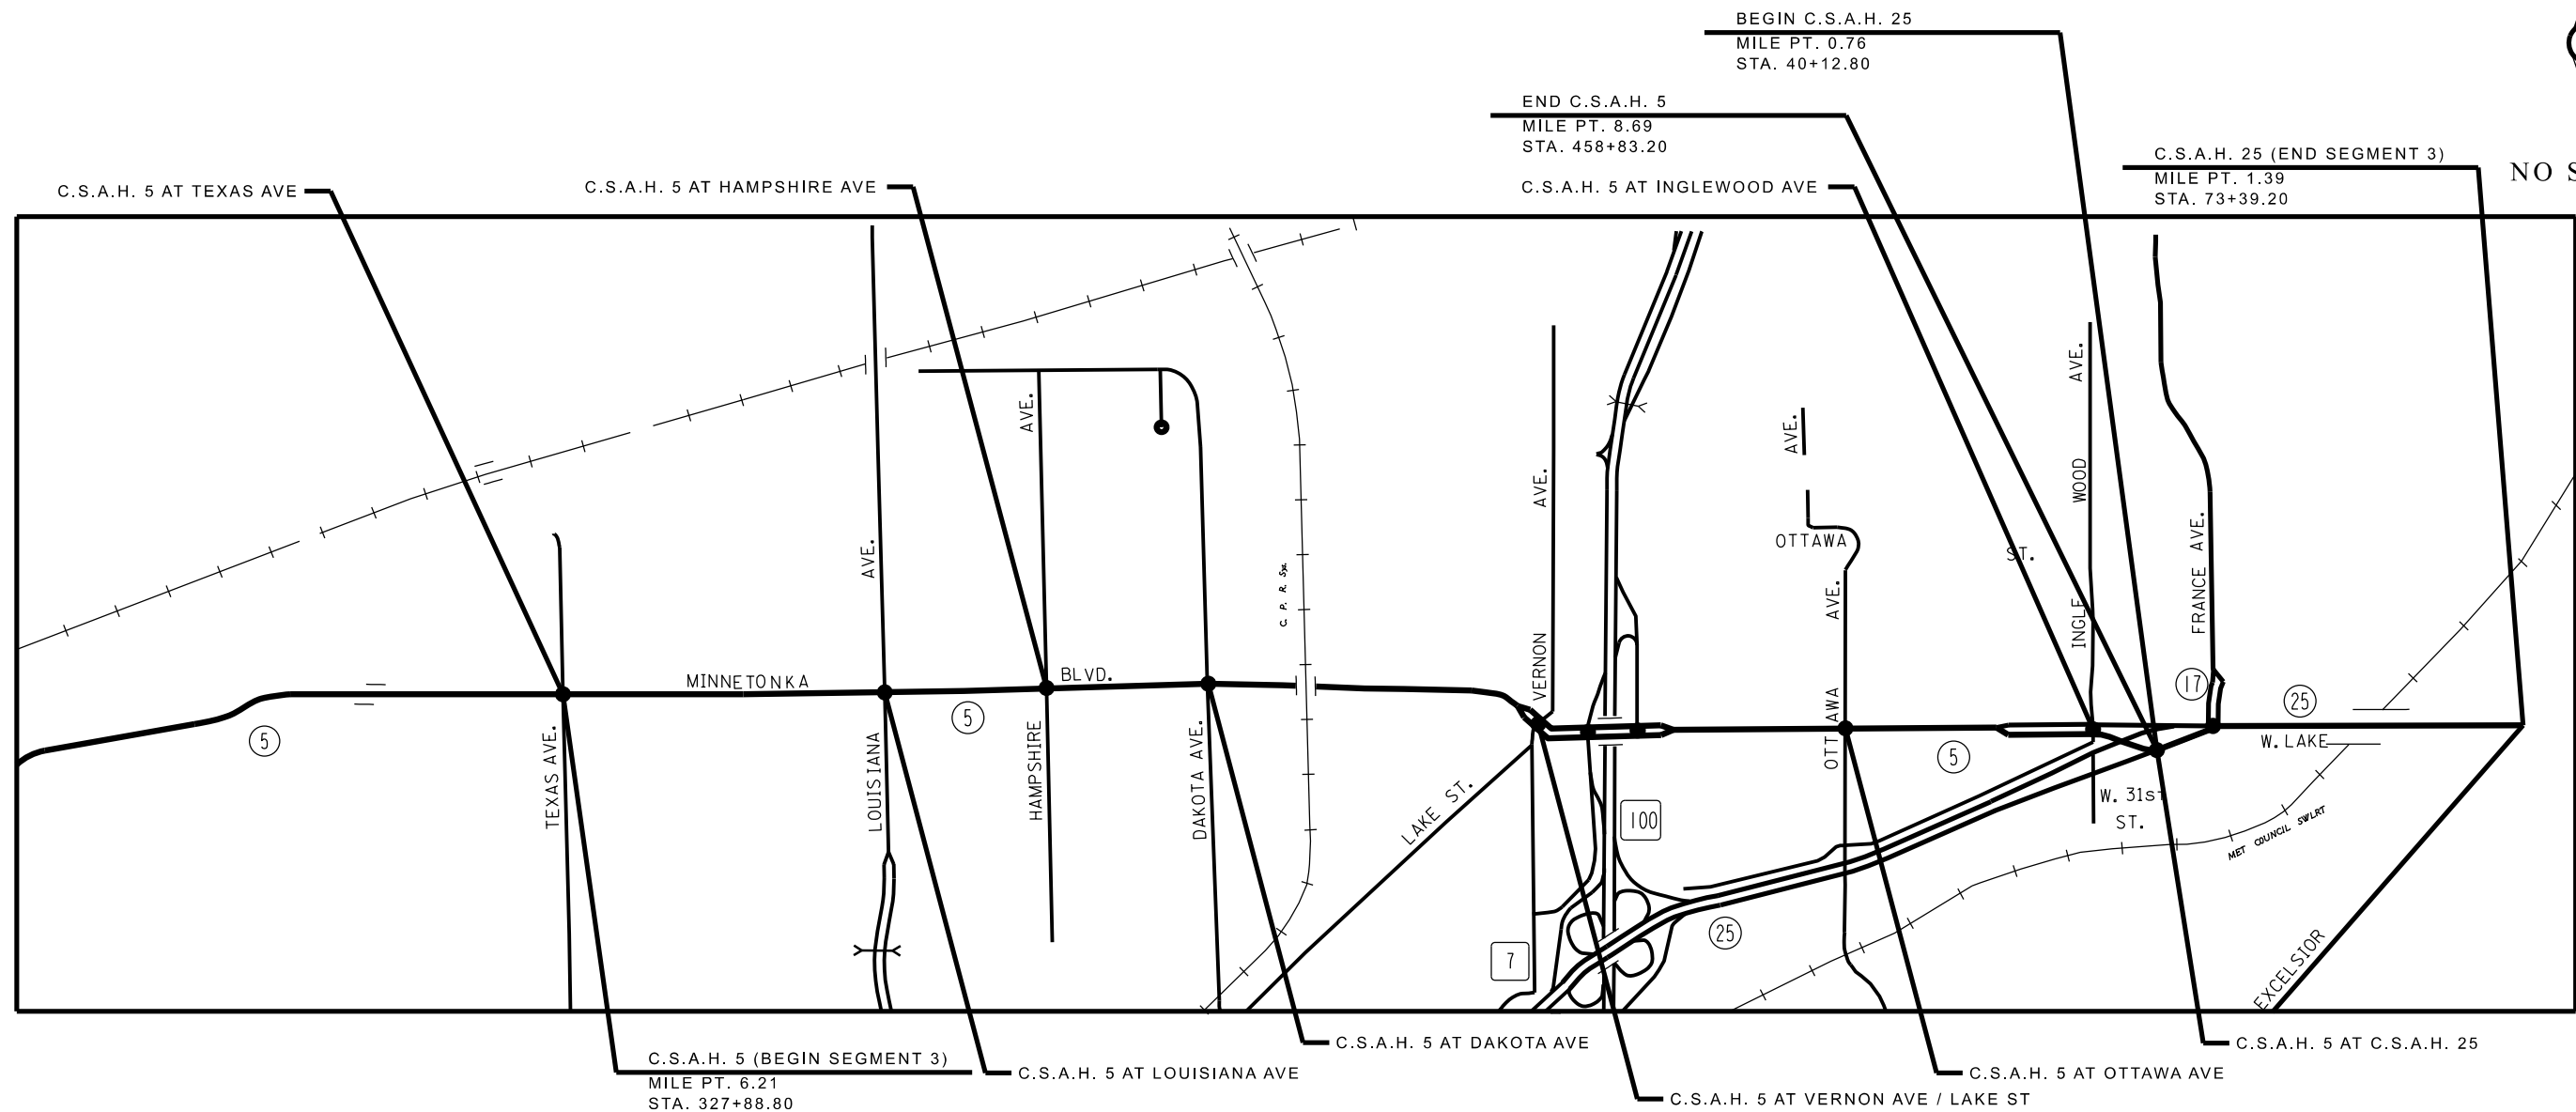 BEGIN C.S.A.H. 25
MILE PT. 0.76
STA. 40+12.80
END C.S.A.H. 5
MILE PT. 8.69
STA. 458+83.20
C.S.A.H. 25 (END SEGMENT 3)
MILE PT. 1.39
STA. 73+39.20
NO
C.S.A.H. 5 AT TEXAS AVE
C.S.A.H. 5 AT HAMPSHIRE AVE
C.S.A.H. 5 AT INGLEWOOD AVE
AVE.
AVE.
AVE.
AVE.
AVE.
WOOD
AVE.
OTTAWA
ST.
FRANCE AVE.
C. P. R. Sys.
AVE.
INGLE
VERNON
MINNETONKA
BLVD.
17
25
5
5
5
OTTAWA
W. LAKE
TEXAS AVE.
LOUISIANA
HAMPSHIRE
DAKOTA AVE.
LAKE ST.
100
W. 31ST
ST.
MET COUNCIL SWLRT
25
7
EXCELSIOR
C.S.A.H. 5 (BEGIN SEGMENT 3)
MILE PT. 6.21
STA. 327+88.80
C.S.A.H. 5 AT LOUISIANA AVE
C.S.A.H. 5 AT DAKOTA AVE
C.S.A.H. 5 AT VERNON AVE / LAKE ST
C.S.A.H. 5 AT OTTAWA AVE
C.S.A.H. 5 AT C.S.A.H. 25